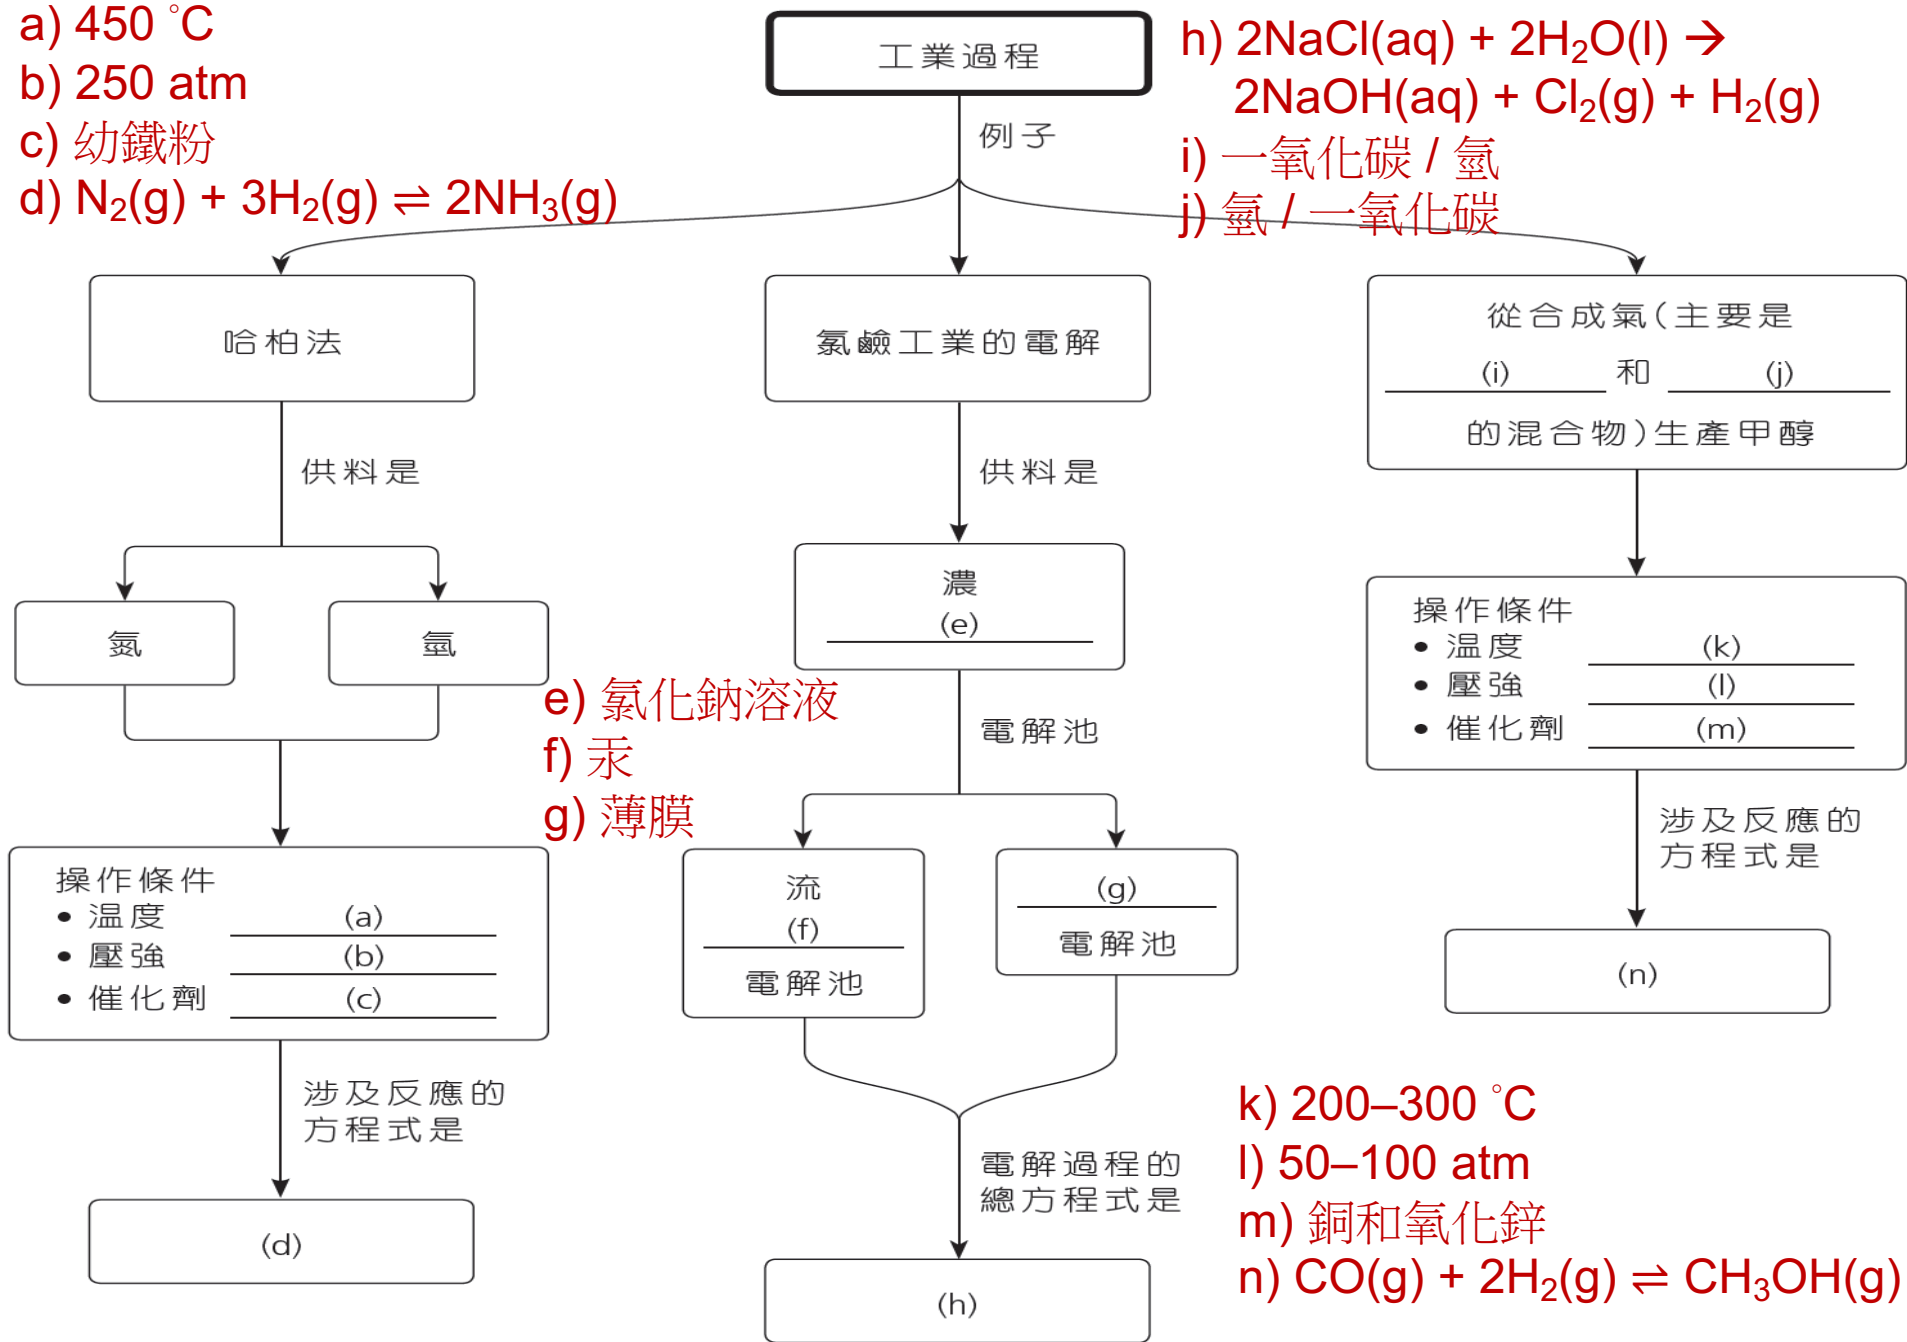 a) 450 °C
b) 250 atm
c) 幼鐵粉
d) N₂(g) + 3H₂(g) ⇌ 2NH₃(g)
工業過程
h) 2NaCl(aq) + 2H₂O(l) →
2NaOH(aq) + Cl₂(g) + H₂(g)
i) 一氧化碳 / 氫
j) 氫 / 一氧化碳
例子
哈柏法
供料是
氮
氫
操作條件
• 温度 (a)
• 壓強 (b)
• 催化劑 (c)
涉及反應的
方程式是
(d)
氯鹼工業的電解
供料是
濃
(e)
e) 氯化鈉溶液
f) 汞
g) 薄膜
電解池
流
(f)
電解池
(g)
電解池
電解過程的
總方程式是
(h)
從合成氣(主要是
(i) 和 (j)
的混合物)生產甲醇
操作條件
• 温度 (k)
• 壓強 (l)
• 催化劑 (m)
涉及反應的
方程式是
(n)
k) 200–300 °C
l) 50–100 atm
m) 銅和氧化鋅
n) CO(g) + 2H₂(g) ⇌ CH₃OH(g)